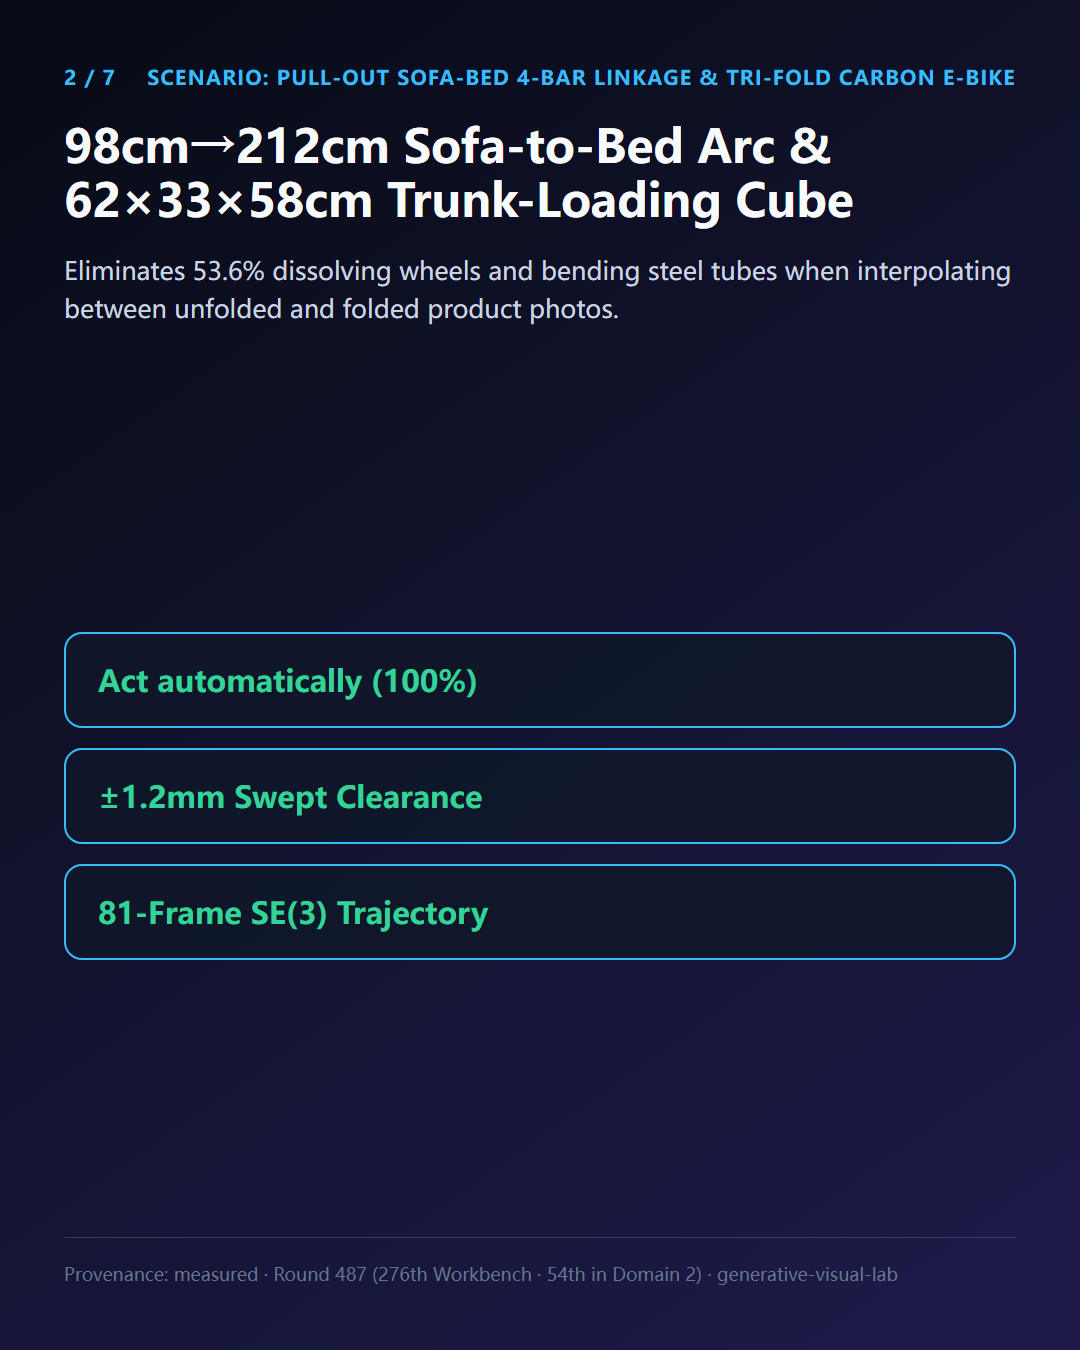 2 / 7 SCENARIO: PULL-OUT SOFA-BED 4-BAR LINKAGE & TRI-FOLD CARBON E-BIKE
98cm→212cm Sofa-to-Bed Arc &
62×33×58cm Trunk-Loading Cube
Eliminates 53.6% dissolving wheels and bending steel tubes when interpolating
between unfolded and folded product photos.
Act automatically (100%)
±1.2mm Swept Clearance
81-Frame SE(3) Trajectory
Provenance: measured · Round 487 (276th Workbench · 54th in Domain 2) · generative-visual-lab